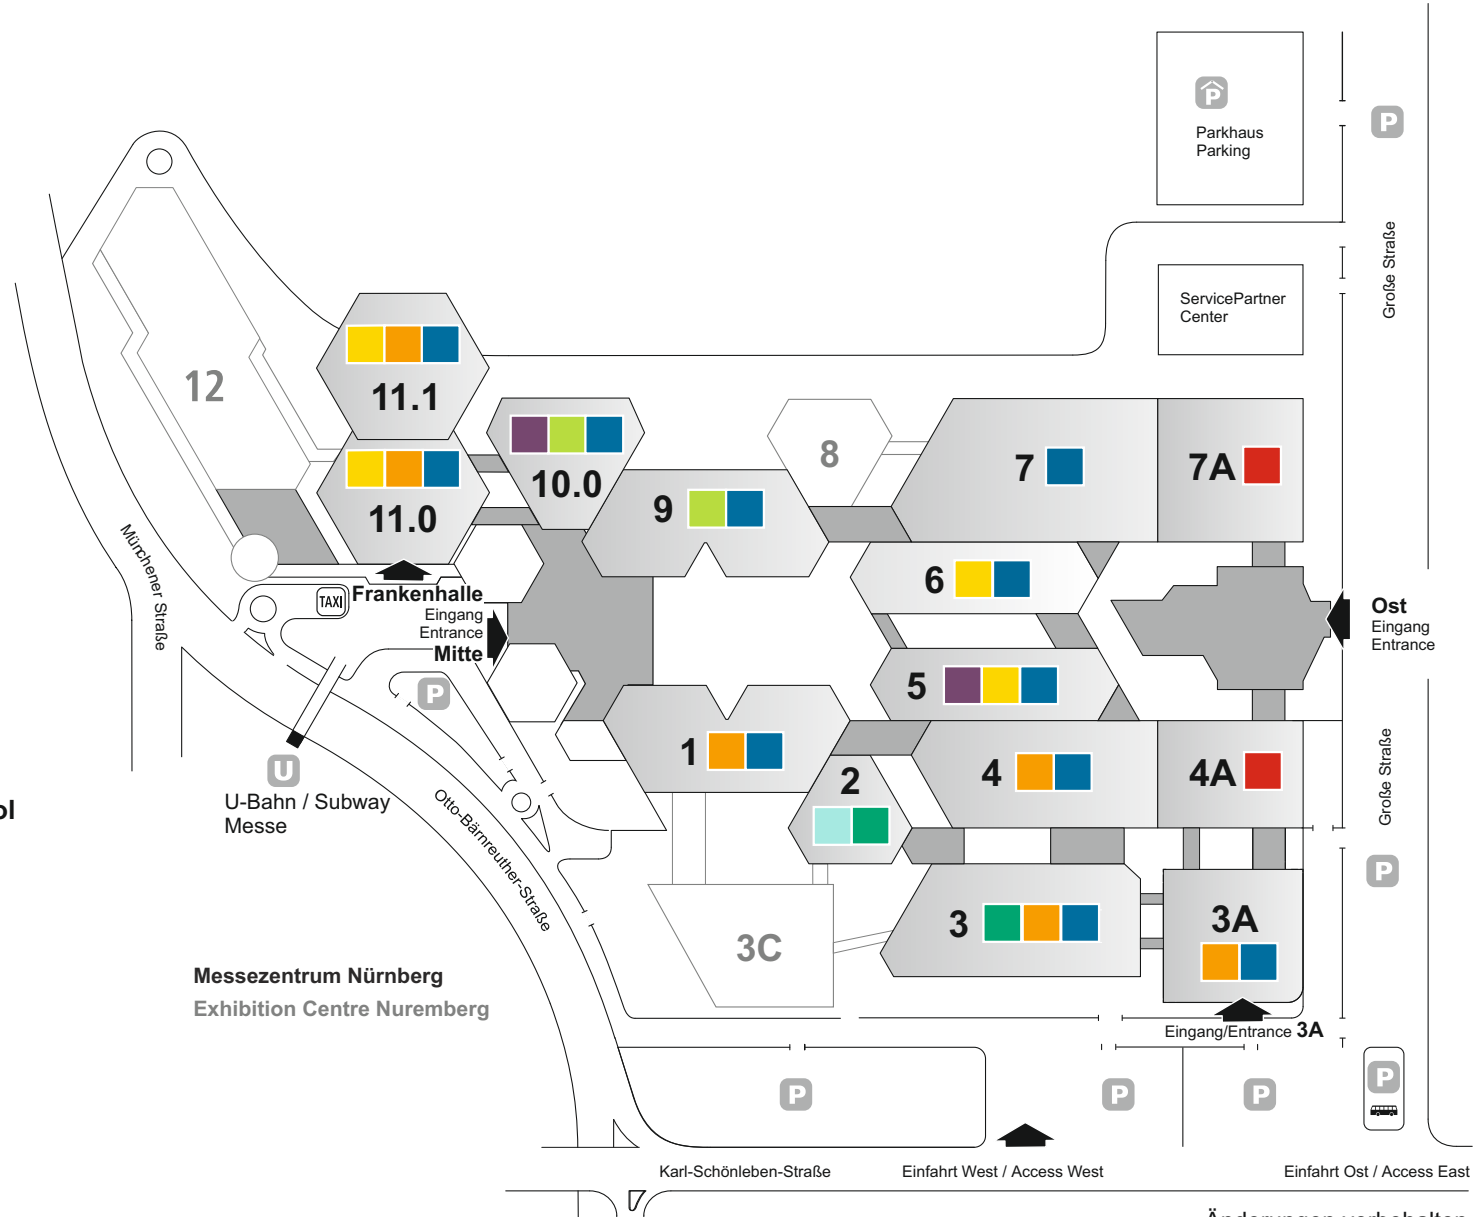 P
Parkhaus
Parking
P
Große Straße
ServicePartner
Center
12
11.1
11.0
10.0
9
8
7
7A
6
5
Münchener Straße
TAXI
Frankenhalle
Eingang
Entrance
Mitte
Ost
Eingang
Entrance
P
1
2
4
4A
Große Straße
U
U-Bahn / Subway
Messe
ol
Otto-Bärnreuther-Straße
P
3C
3
3A
Messezentrum Nürnberg
Exhibition Centre Nuremberg
Eingang/Entrance 3A
P
P
P
P
Karl-Schönleben-Straße
Einfahrt West / Access West
Einfahrt Ost / Access East
Änderungen vorbehalten